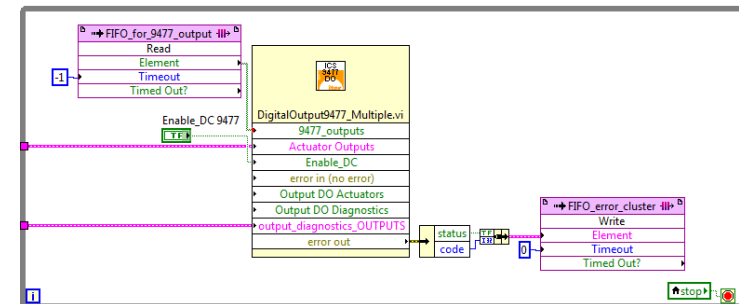 FIFO_for_9477_output
Read
Element
-1
Timeout
Timed Out?
Enable_DC 9477
TF
ICS
9477
DO
DigitalOutput9477_Multiple.vi
9477_outputs
Actuator Outputs
Enable_DC
error in (no error)
Output DO Actuators
Output DO Diagnostics
output_diagnostics_OUTPUTS
error out
status
code
TF
I32
FIFO_error_cluster
Write
Element
0
Timeout
Timed Out?
i
stop